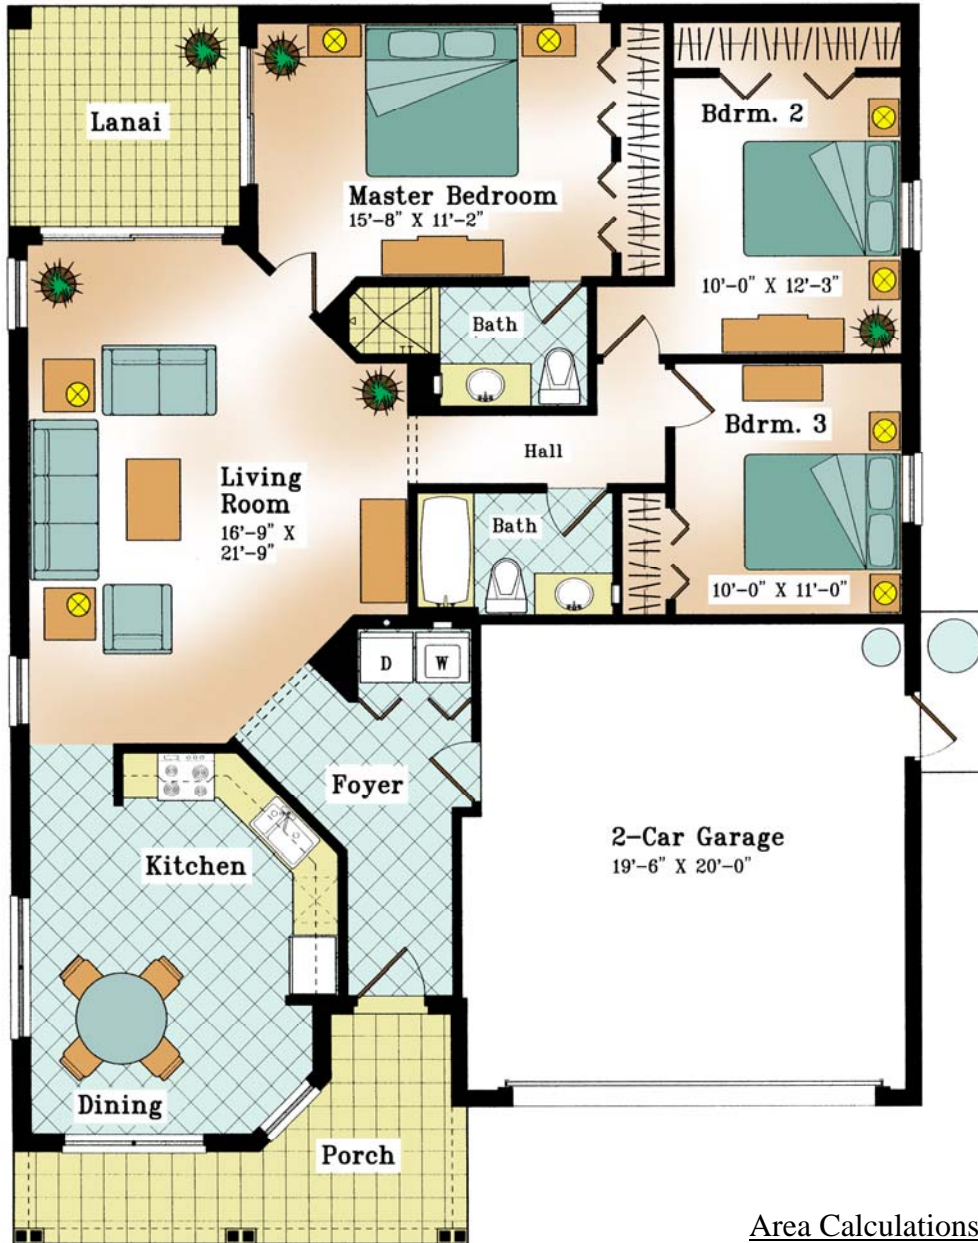 Lanai
Master Bedroom
15'-8" X 11'-2"
Bdrm. 2
10'-0" X 12'-3"
Bath
Hall
Bdrm. 3
10'-0" X 11'-0"
Living
Room
16'-9" X
21'-9"
Bath
D
W
Foyer
Kitchen
2-Car Garage
19'-6" X 20'-0"
Dining
Porch
Area Calculations